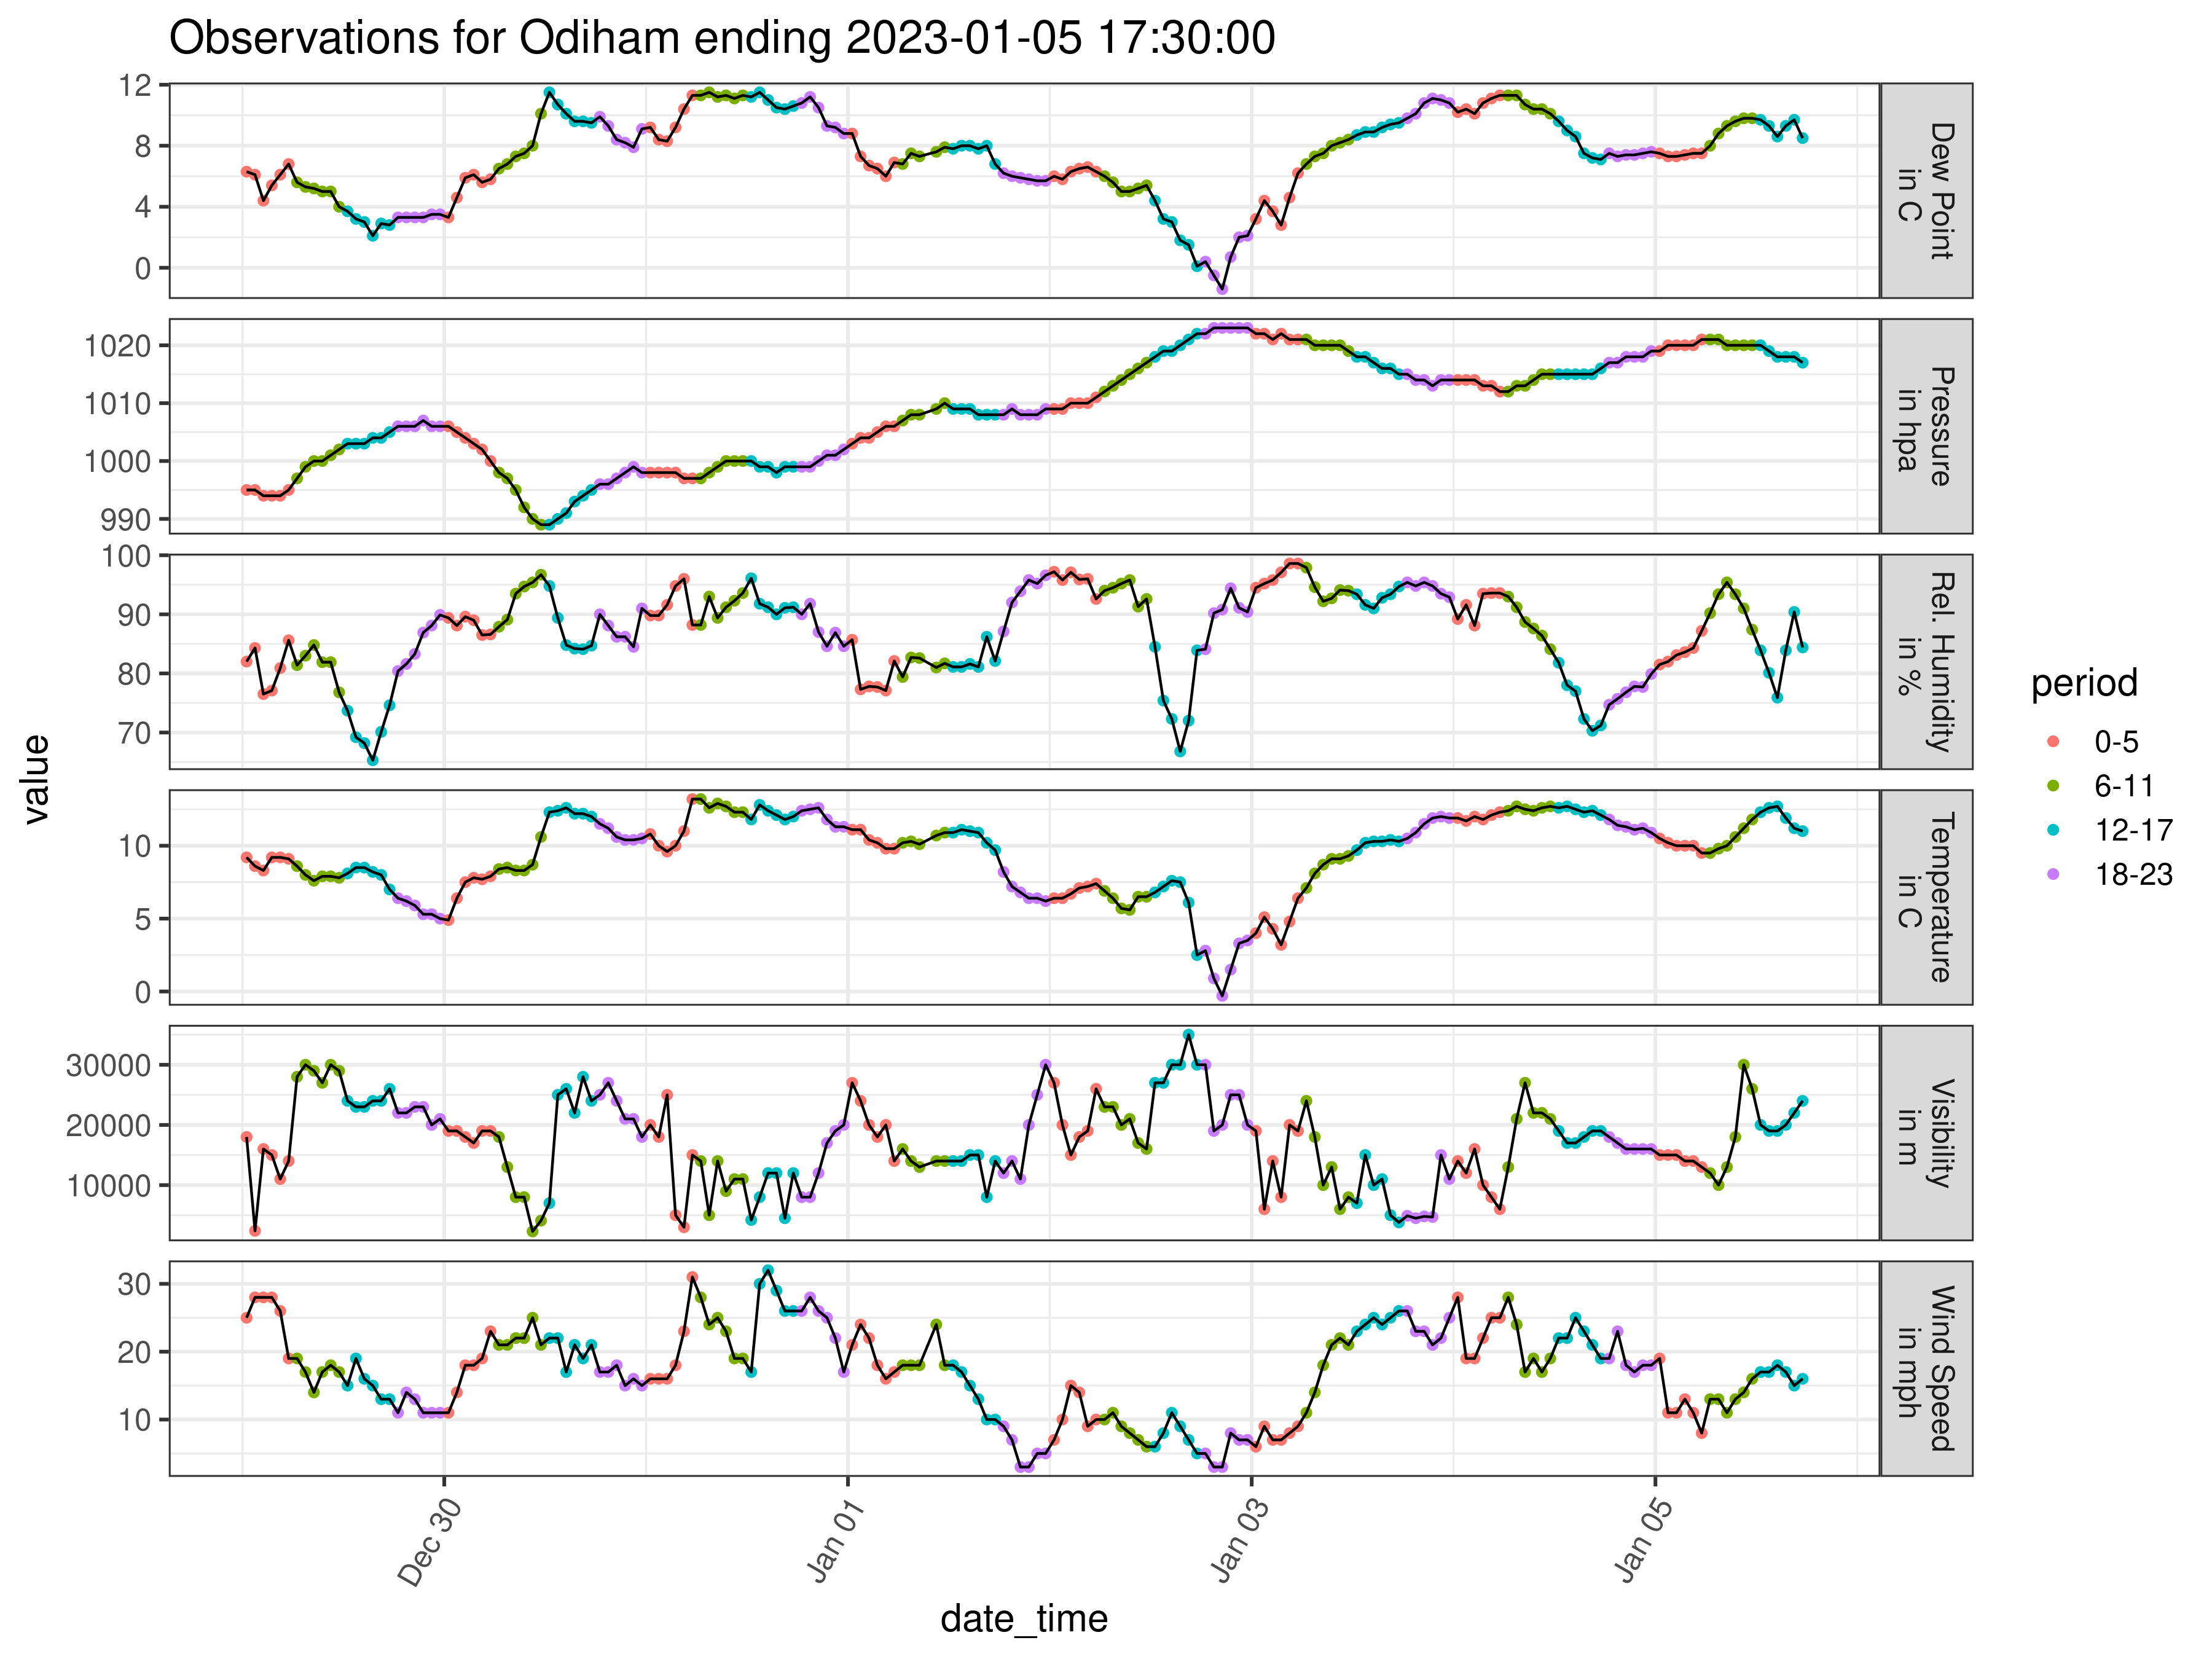 Observations for Odiham ending 2023-01-05 17:30:00
value
12
8
4
0
Dew Point
in C
1020
1010
1000
990
Pressure
in hpa
100
90
80
70
Rel. Humidity
in %
10
5
0
Temperature
in C
30000
20000
10000
Visibility
in m
30
20
10
Wind Speed
in mph
Dec 30
Jan 01
Jan 03
Jan 05
date_time
period
0-5
6-11
12-17
18-23